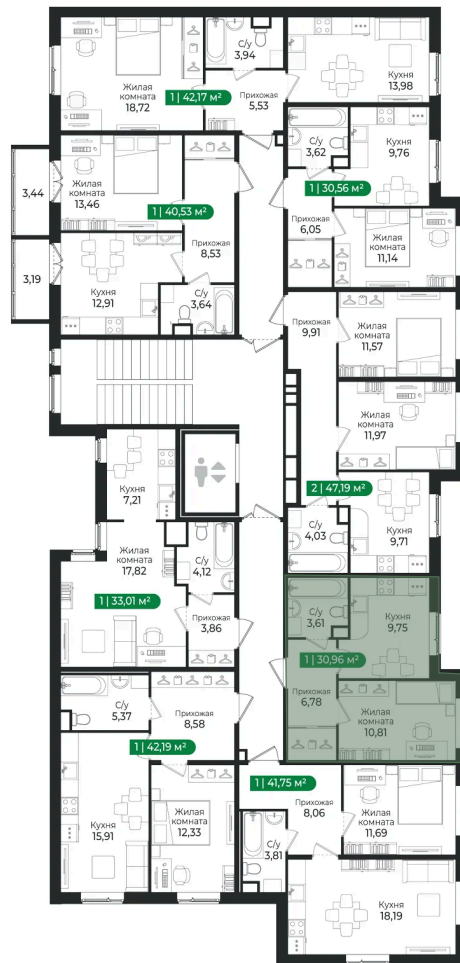 С/у
3,94
Кухня
13,98
Жилая
комната
18,72
1 | 42,17 м²
Прихожая
5,53
С/у
3,62
Кухня
9,76
3,44
Жилая
комната
13,46
1 | 40,53 м²
1 | 30,56 м²
Прихожая
8,53
Прихожая
6,05
11,14
3,19
Кухня
12,91
С/у
3,64
Прихожая
9,91
Жилая
комната
11,57
Жилая
комната
11,97
Кухня
7,21
2 | 47,19 м²
С/у
4,03
Кухня
9,71
Жилая
комната
17,82
С/у
4,12
1 | 33,01 м²
Прихожая
3,86
С/у
3,61
Кухня
9,75
1 | 30,96 м²
Прихожая
6,78
Жилая
комната
10,81
С/у
5,37
Прихожая
8,58
1 | 42,19 м²
1 | 41,75 м²
Прихожая
8,06
Кухня
15,91
Жилая
комната
12,33
Жилая
комната
11,69
С/у
3,81
Кухня
18,19